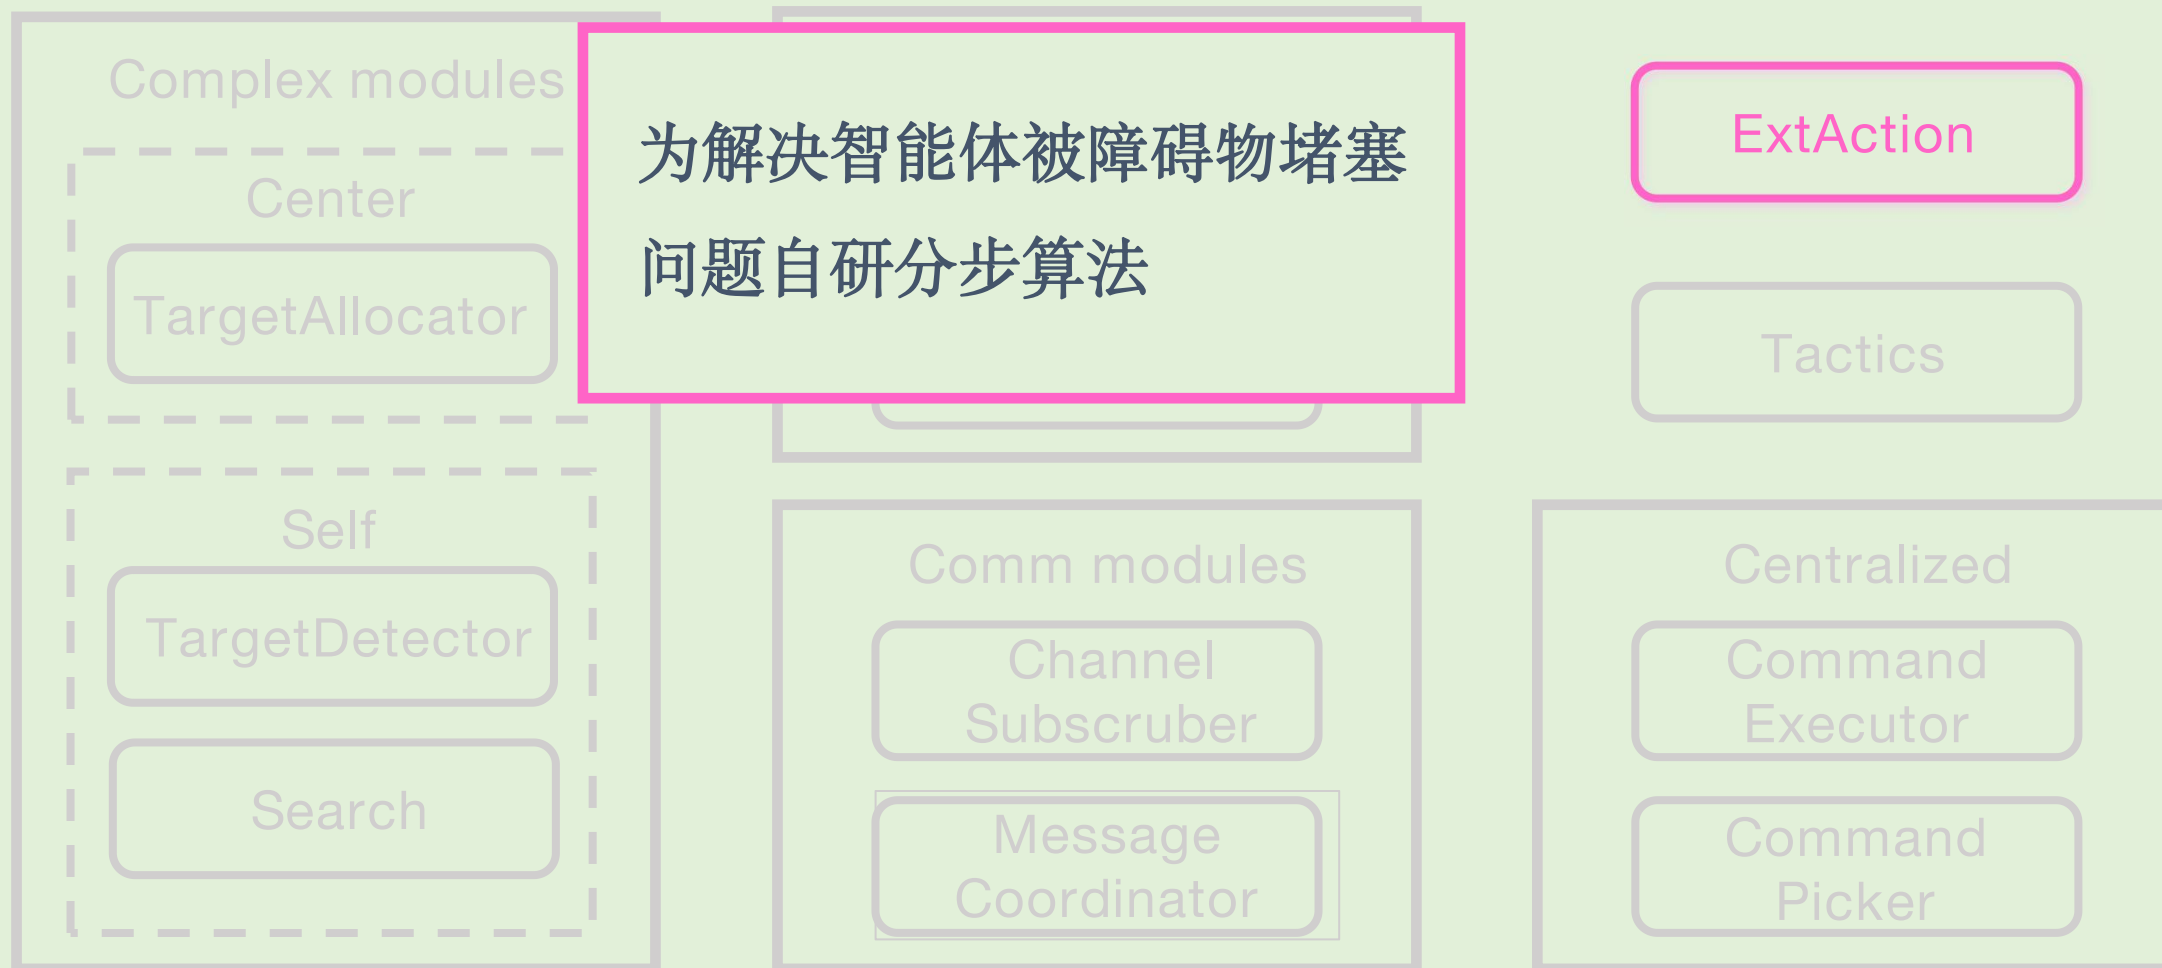 Complex modules
Center
TargetAllocator
Self
TargetDetector
Search
为解决智能体被障碍物堵塞
问题自研分步算法
Comm modules
Channel
Subscruber
Message
Coordinator
ExtAction
Tactics
Centralized
Command
Executor
Command
Picker